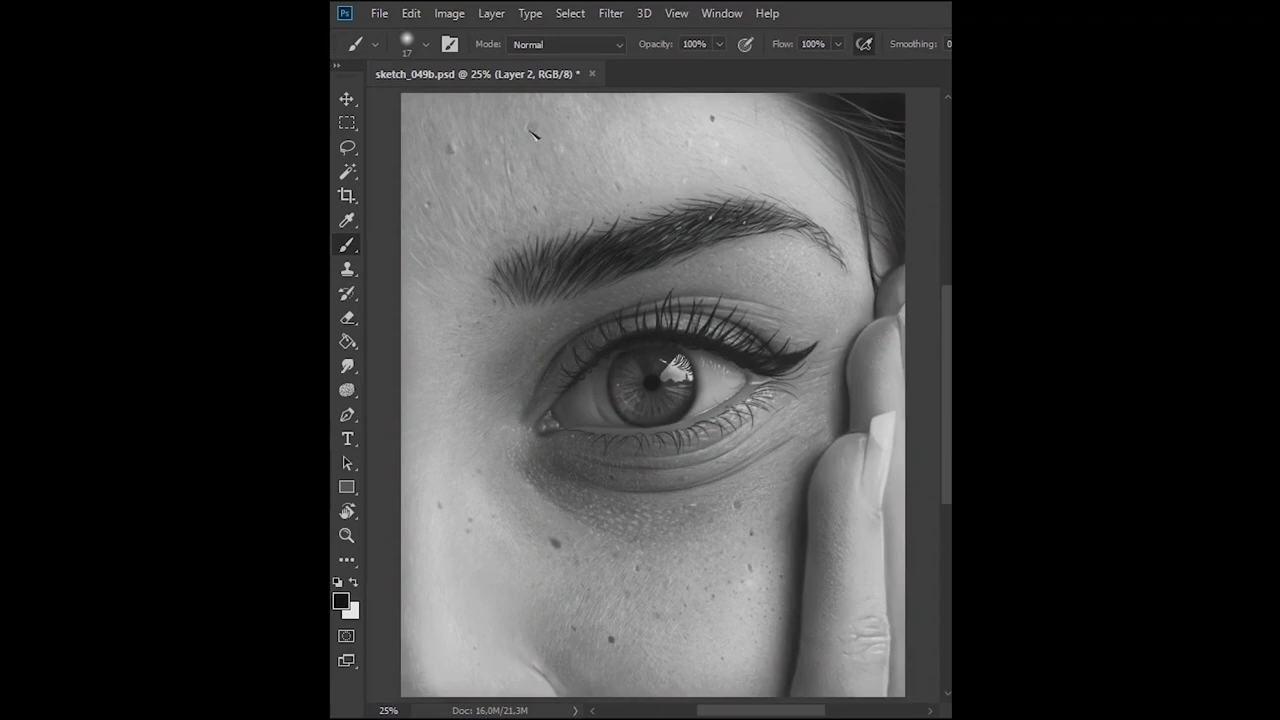 Ps File Edit Image Layer Type Select Filter 3D View Window Help
17 Mode: Normal Opacity: 100% Flow: 100% Smoothing: 0
sketch_049b.psd @ 25% (Layer 2, RGB/8) *
T
25% Doc: 16,0M/21,3M